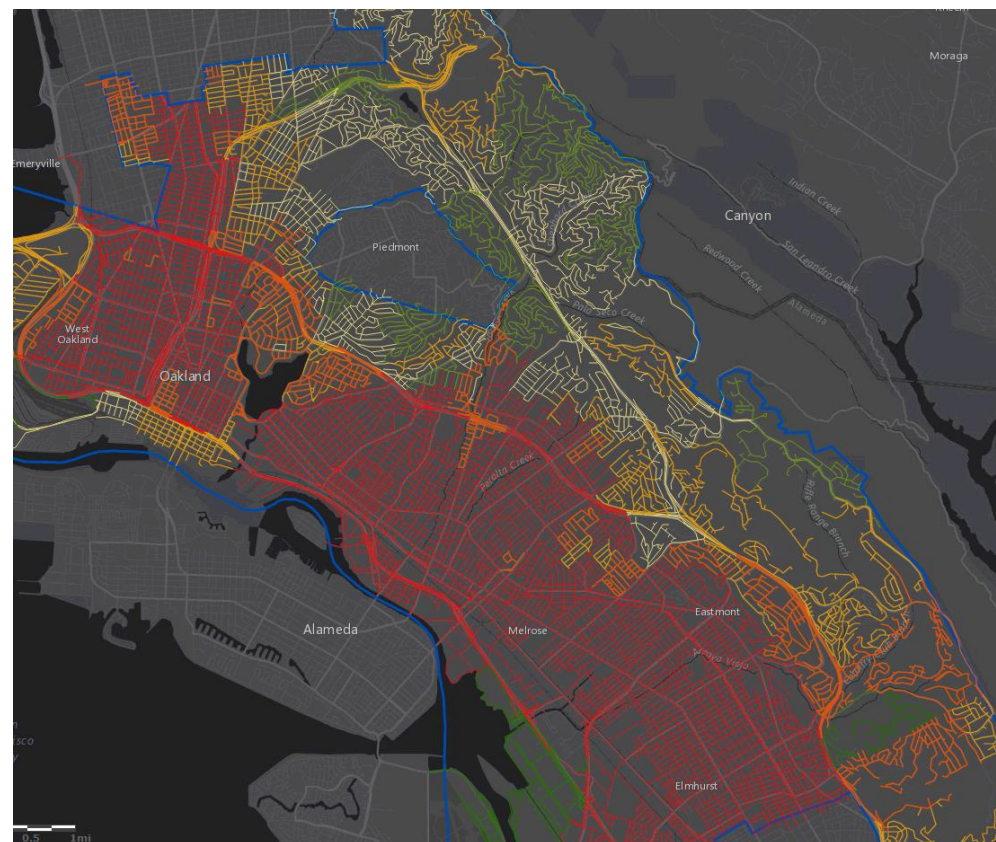 Moraga
Emeryville
Indian Creek
Canyon
San Leandro Creek
Piedmont
Redwood Creek
Alameda
Palo Seco Creek
West
Oakland
Oakland
Peralta Creek
Rifle Range Branch
Eastmont
Alameda
Melrose
Arroyo Viejo
isco
Elmhurst
0.5 1mi